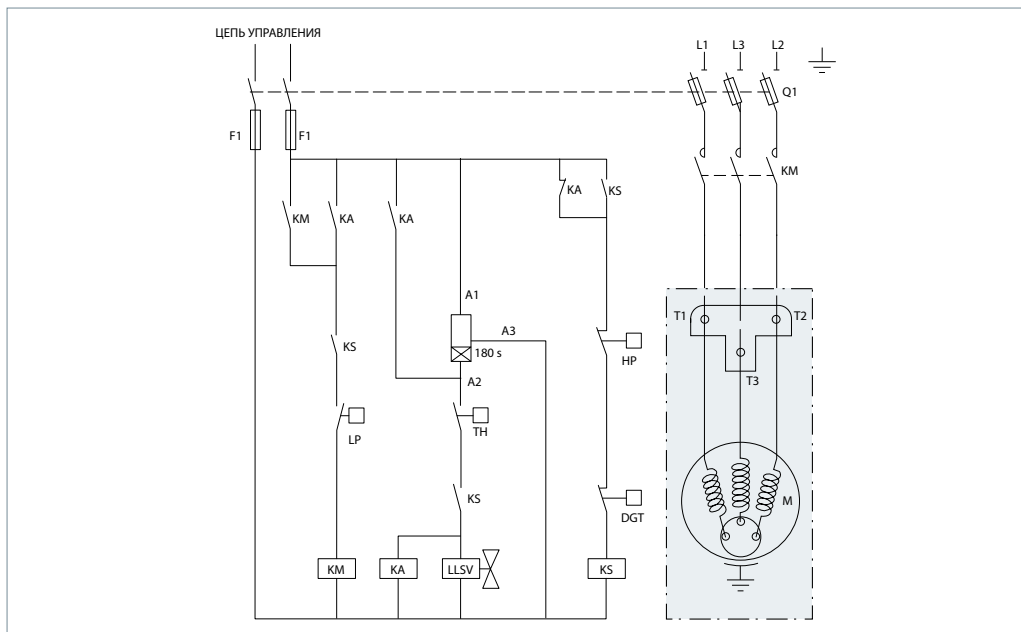 ЦЕПЬ УПРАВЛЕНИЯ
L1 L3 L2
Q1
F1 F1
KM
KA KS
KM KA KA
A1
T1 T2
A3
180 s
KS HP
A2 T3
LP TH
KS M
DGT
KM KA LLSV KS